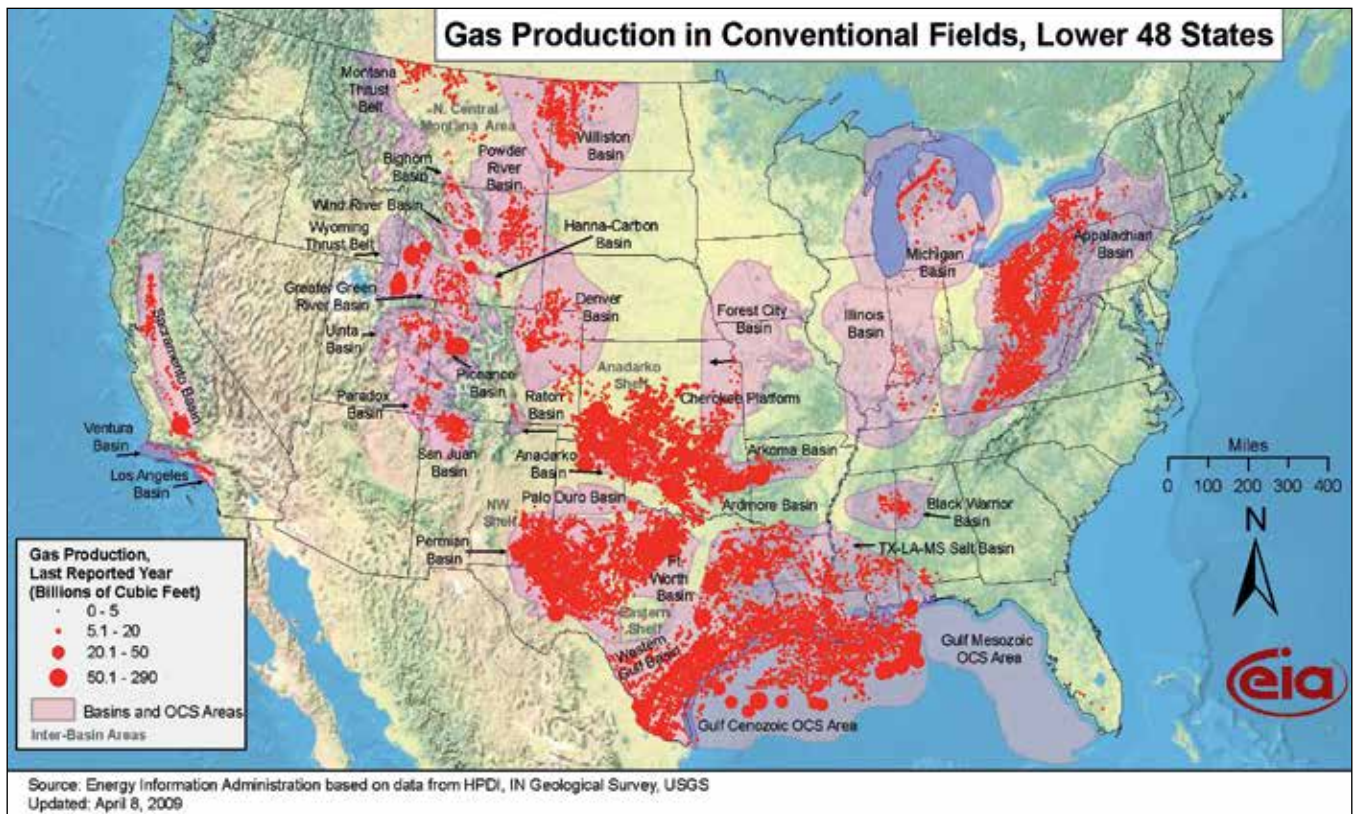 Gas Production in Conventional Fields, Lower 48 States
Montana
Thrust
Belt
N. Central
Montana Area
Williston
Basin
Bighorn
Basin
Powder
River
Basin
Wind River Basin
Wyoming
Thrust Belt
Hanna-Carbon
Basin
Greater Green
River Basin
Denver
Basin
Forest City
Basin
Illinois
Basin
Michigan
Basin
Appalachian
Basin
Uinta
Basin
Piceance
Basin
Anadarko
Shelf
Sacramento Basin
Paradox
Basin
Raton
Basin
Cherokee Platform
Ventura
Basin
San Juan
Basin
Anadarko
Basin
Arkoma Basin
Los Angeles
Basin
Palo Duro Basin
Ardmore Basin
Black Warrior
Basin
NW
Shelf
Permian
Basin
Ft.
Worth
Basin
TX-LA-MS Salt Basin
Eastern
Shelf
Western
Gulf Basin
Gulf Mesozoic
OCS Area
Gulf Cenozoic OCS Area
Miles
0 100 200 300 400
N
eia
Gas Production,
Last Reported Year
(Billions of Cubic Feet)
0 - 5
5.1 - 20
20.1 - 50
50.1 - 290
Basins and OCS Areas
Inter-Basin Areas
Source: Energy Information Administration based on data from HPDI, IN Geological Survey, USGS
Updated: April 8, 2009